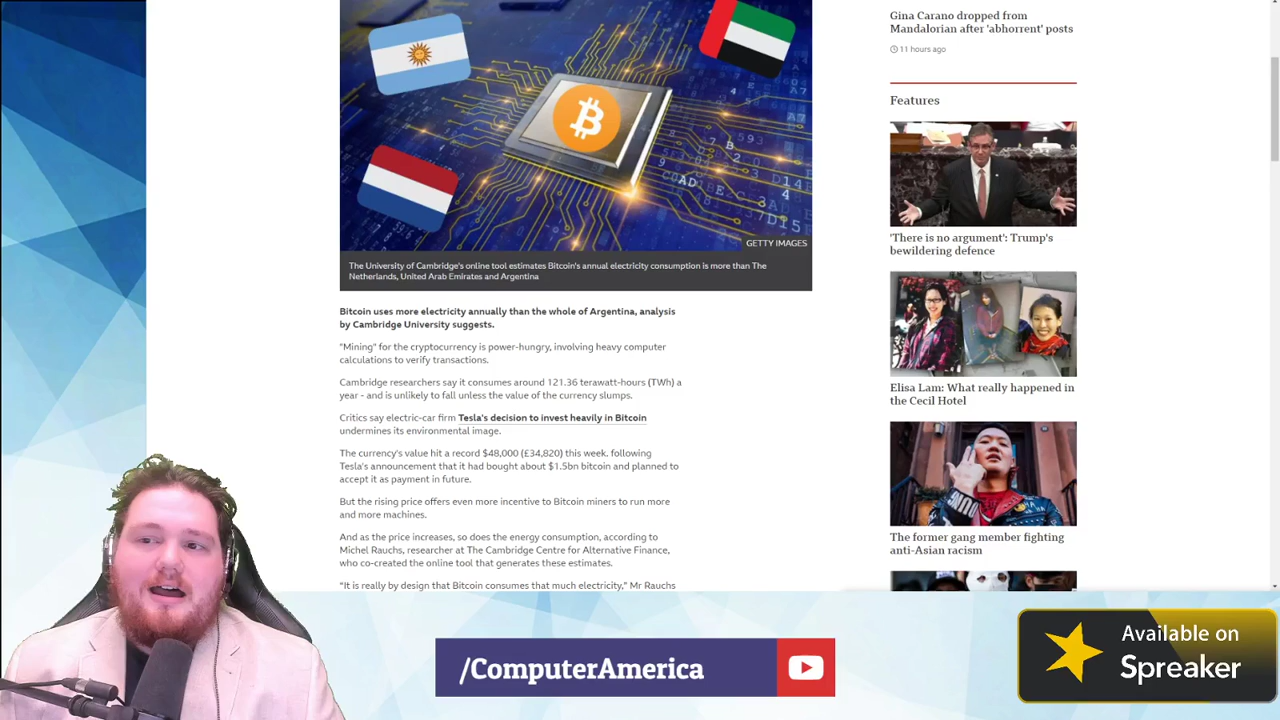 GETTY IMAGES
The University of Cambridge's online tool estimates Bitcoin's annual electricity consumption is more than The
Netherlands, United Arab Emirates and Argentina
Bitcoin uses more electricity annually than the whole of Argentina, analysis
by Cambridge University suggests.
"Mining" for the cryptocurrency is power-hungry, involving heavy computer
calculations to verify transactions.
Cambridge researchers say it consumes around 121.36 terawatt-hours (TWh) a
year - and is unlikely to fall unless the value of the currency slumps.
Critics say electric-car firm Tesla's decision to invest heavily in Bitcoin
undermines its environmental image.
The currency's value hit a record $48,000 (£34,820) this week. following
Tesla's announcement that it had bought about $1.5bn bitcoin and planned to
accept it as payment in future.
But the rising price offers even more incentive to Bitcoin miners to run more
and more machines.
And as the price increases, so does the energy consumption, according to
Michel Rauchs, researcher at The Cambridge Centre for Alternative Finance,
who co-created the online tool that generates these estimates.
"It is really by design that Bitcoin consumes that much electricity," Mr Rauchs
Gina Carano dropped from
Mandalorian after 'abhorrent' posts
11 hours ago
Features
'There is no argument': Trump's
bewildering defence
Elisa Lam: What really happened in
the Cecil Hotel
The former gang member fighting
anti-Asian racism
/ComputerAmerica
Available on
Spreaker